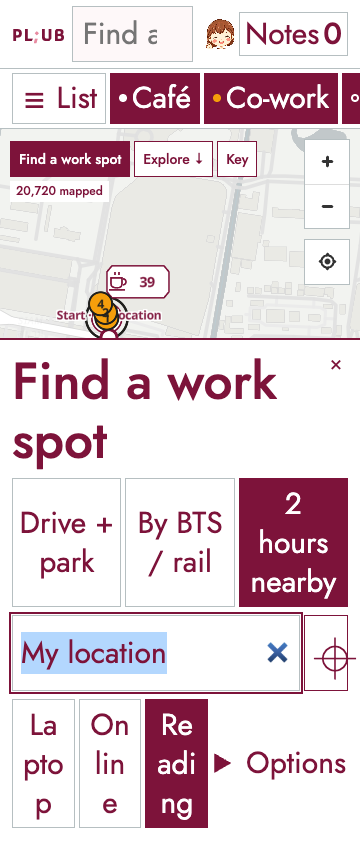 PL;UB
Find a
Notes 0
☰ List
Café
Co-work
Find a work spot
Explore ↓
Key
20,720 mapped
+
−
39
4
Start
ocation
Find a work
spot
×
Drive +
park
By BTS
/ rail
2
hours
nearby
My location
La
pto
p
On
lin
e
Re
adi
ng
▶ Options